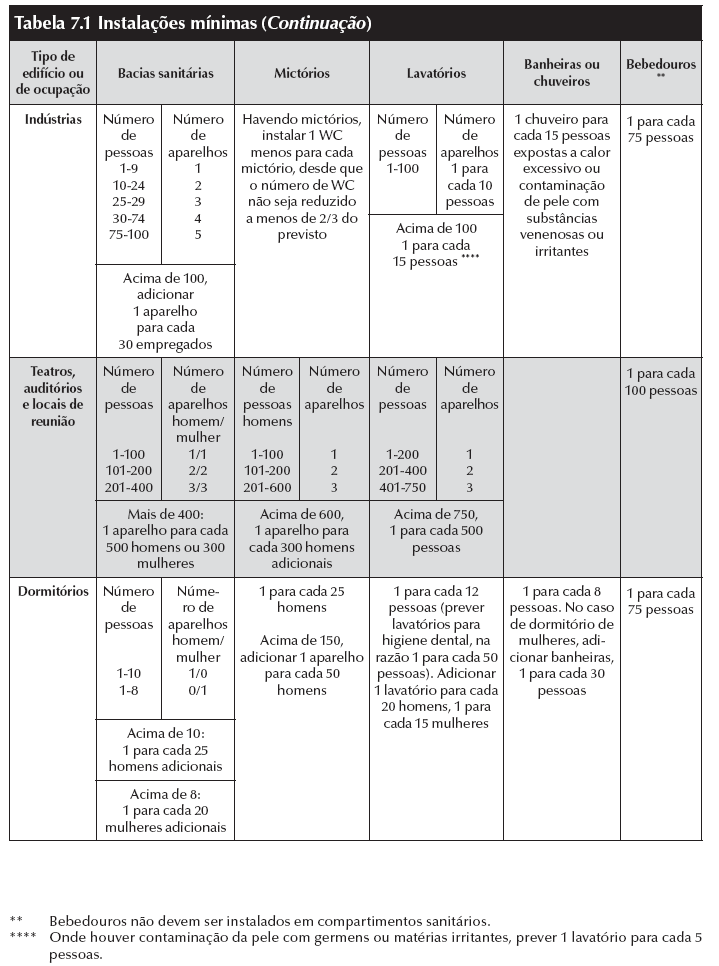 Tabela 7.1 Instalações mínimas (Continuação)
Tipo de
edifício ou
de ocupação
Bacias sanitárias
Mictórios
Lavatórios
Banheiras ou
chuveiros
Bebedouros
**
Indústrias
Número
de
pessoas
1-9
10-24
25-29
30-74
75-100
Número
de
aparelhos
1
2
3
4
5
Acima de 100,
adicionar
1 aparelho
para cada
30 empregados
Havendo mictórios,
instalar 1 WC
menos para cada
mictório, desde que
o número de WC
não seja reduzido
a menos de 2/3 do
previsto
Número
de
pessoas
1-100
Número
de
aparelhos
1 para
cada 10
pessoas
Acima de 100
1 para cada
15 pessoas ****
1 chuveiro para
cada 15 pessoas
expostas a calor
excessivo ou
contaminação
de pele com
substâncias
venenosas ou
irritantes
1 para cada
75 pessoas
Teatros,
auditórios
e locais de
reunião
Número
de
pessoas
1-100
101-200
201-400
Número
de
aparelhos
homem/
mulher
1/1
2/2
3/3
Mais de 400:
1 aparelho para cada
500 homens ou 300
mulheres
Número
de
pessoas
homens
1-100
101-200
201-600
Número
de
aparelhos
1
2
3
Acima de 600,
1 aparelho para
cada 300 homens
adicionais
Número
de
pessoas
1-200
201-400
401-750
Número
de
aparelhos
1
2
3
Acima de 750,
1 para cada 500
pessoas
1 para cada
100 pessoas
Dormitórios
Número
de
pessoas
1-10
1-8
Núme-
ro de
aparelhos
homem/
mulher
1/0
0/1
Acima de 10:
1 para cada 25
homens adicionais
Acima de 8:
1 para cada 20
mulheres adicionais
1 para cada 25
homens
Acima de 150,
adicionar 1 aparelho
para cada 50
homens
1 para cada 12
pessoas (prever
lavatórios para
higiene dental, na
razão 1 para cada 50
pessoas). Adicionar
1 lavatório para cada
20 homens, 1 para
cada 15 mulheres
1 para cada 8
pessoas. No caso
de dormitório de
mulheres, adi-
cionar banheiras,
1 para cada 30
pessoas
1 para cada
75 pessoas
** Bebedouros não devem ser instalados em compartimentos sanitários.
**** Onde houver contaminação da pele com germens ou matérias irritantes, prever 1 lavatório para cada 5
pessoas.